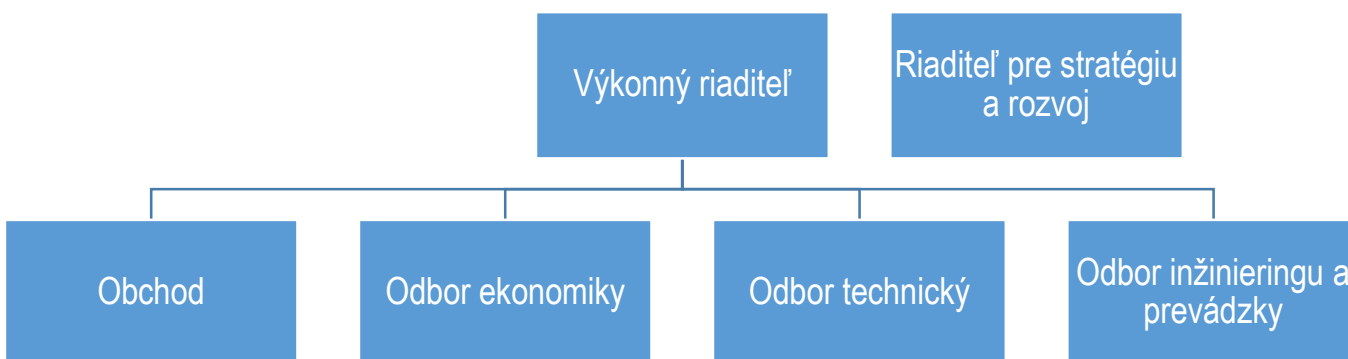 Výkonný riaditeľ
Riaditeľ pre stratégiu
a rozvoj
Obchod
Odbor ekonomiky
Odbor technický
Odbor inžinieringu a
prevádzky